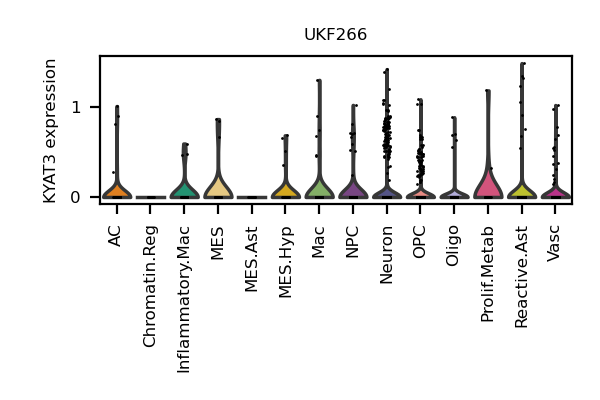 UKF266
KYAT3 expression
1
0
AC
Chromatin.Reg
Inflammatory.Mac
MES
MES.Ast
MES.Hyp
Mac
NPC
Neuron
OPC
Oligo
Prolif.Metab
Reactive.Ast
Vasc